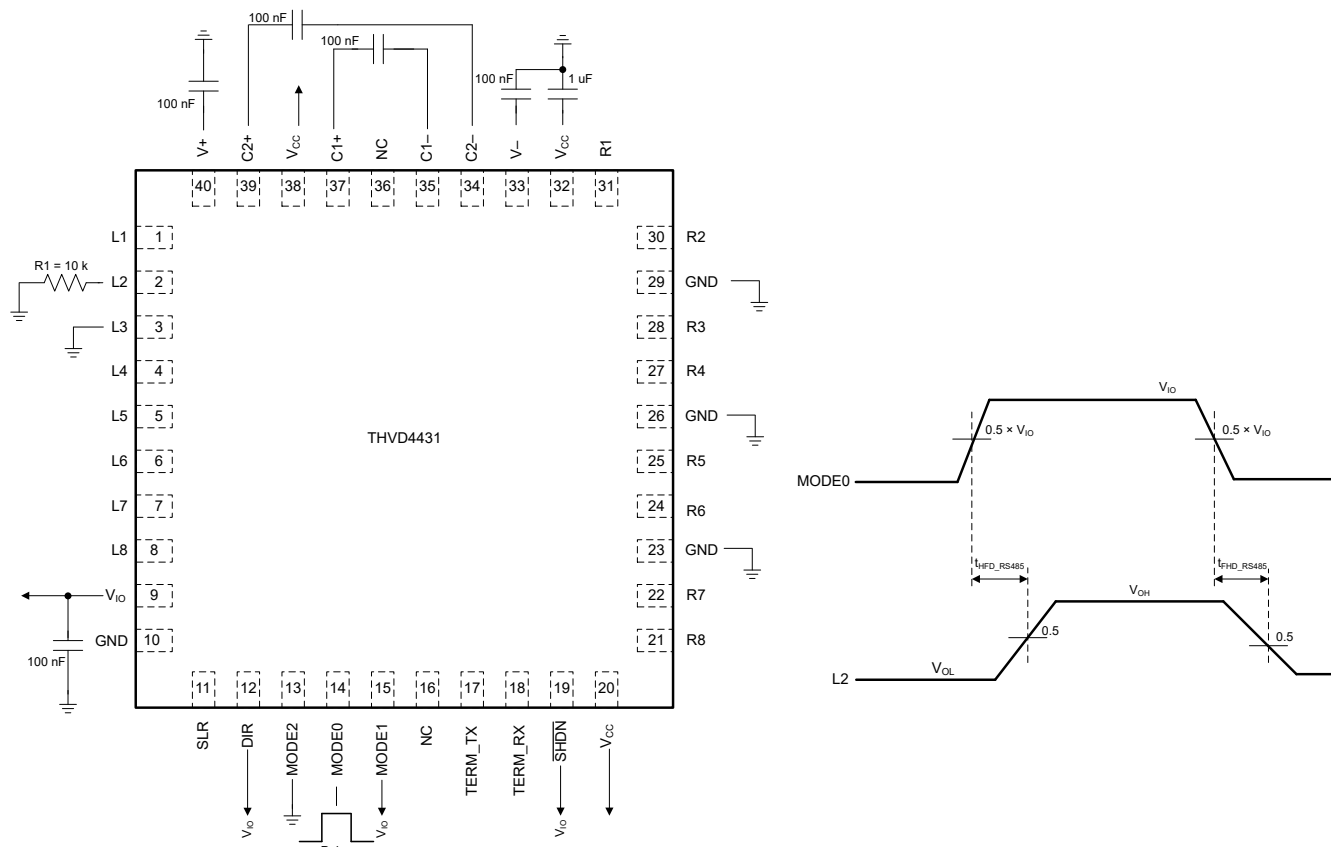 100 nF
100 nF
100 nF
100 nF
1 uF
V+
C2+
VCC
C1+
NC
C1–
C2–
V–
VCC
R1
40
39
38
37
36
35
34
33
32
31
L1
1
30
R2
R1 = 10 k
L2
2
29
GND
L3
3
28
R3
L4
4
27
R4
L5
5
26
GND
THVD4431
L6
6
25
R5
L7
7
24
R6
L8
8
23
GND
VIO
9
22
R7
GND
10
21
R8
100 nF
11
12
13
14
15
16
17
18
19
20
SLR
DIR
MODE2
MODE0
MODE1
NC
TERM_TX
TERM_RX
SHDN
VCC
VIO
VIO
VIO
VIO
0.5 × VIO
0.5 × VIO
MODE0
tHFD_RS485
tFHD_RS485
VOH
0.5
0.5
VOL
L2